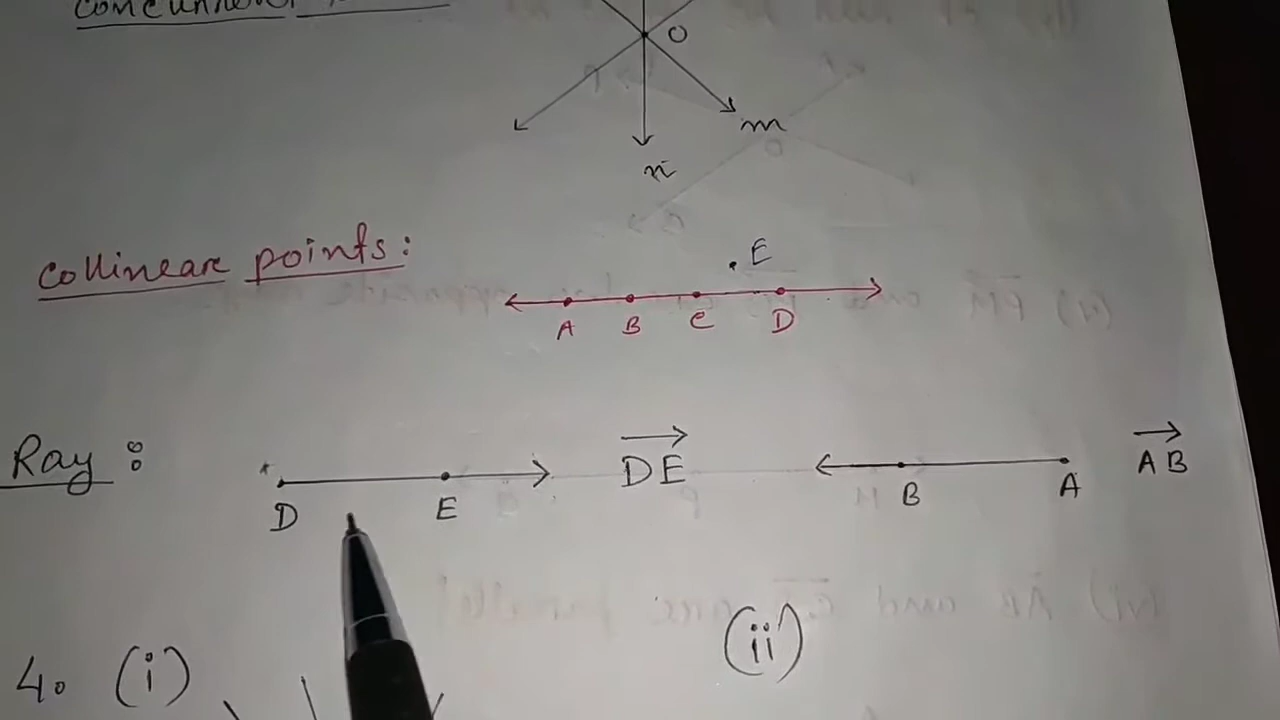 O
m
n
Collinear points:
.E
A B C D
Ray :
D E
DE
B A
AB
4. (i)
(ii)